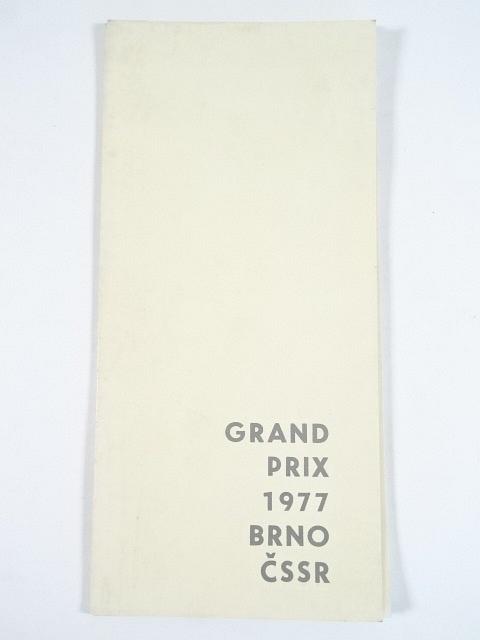 GRAND
PRIX
1977
BRNO
ČSSR